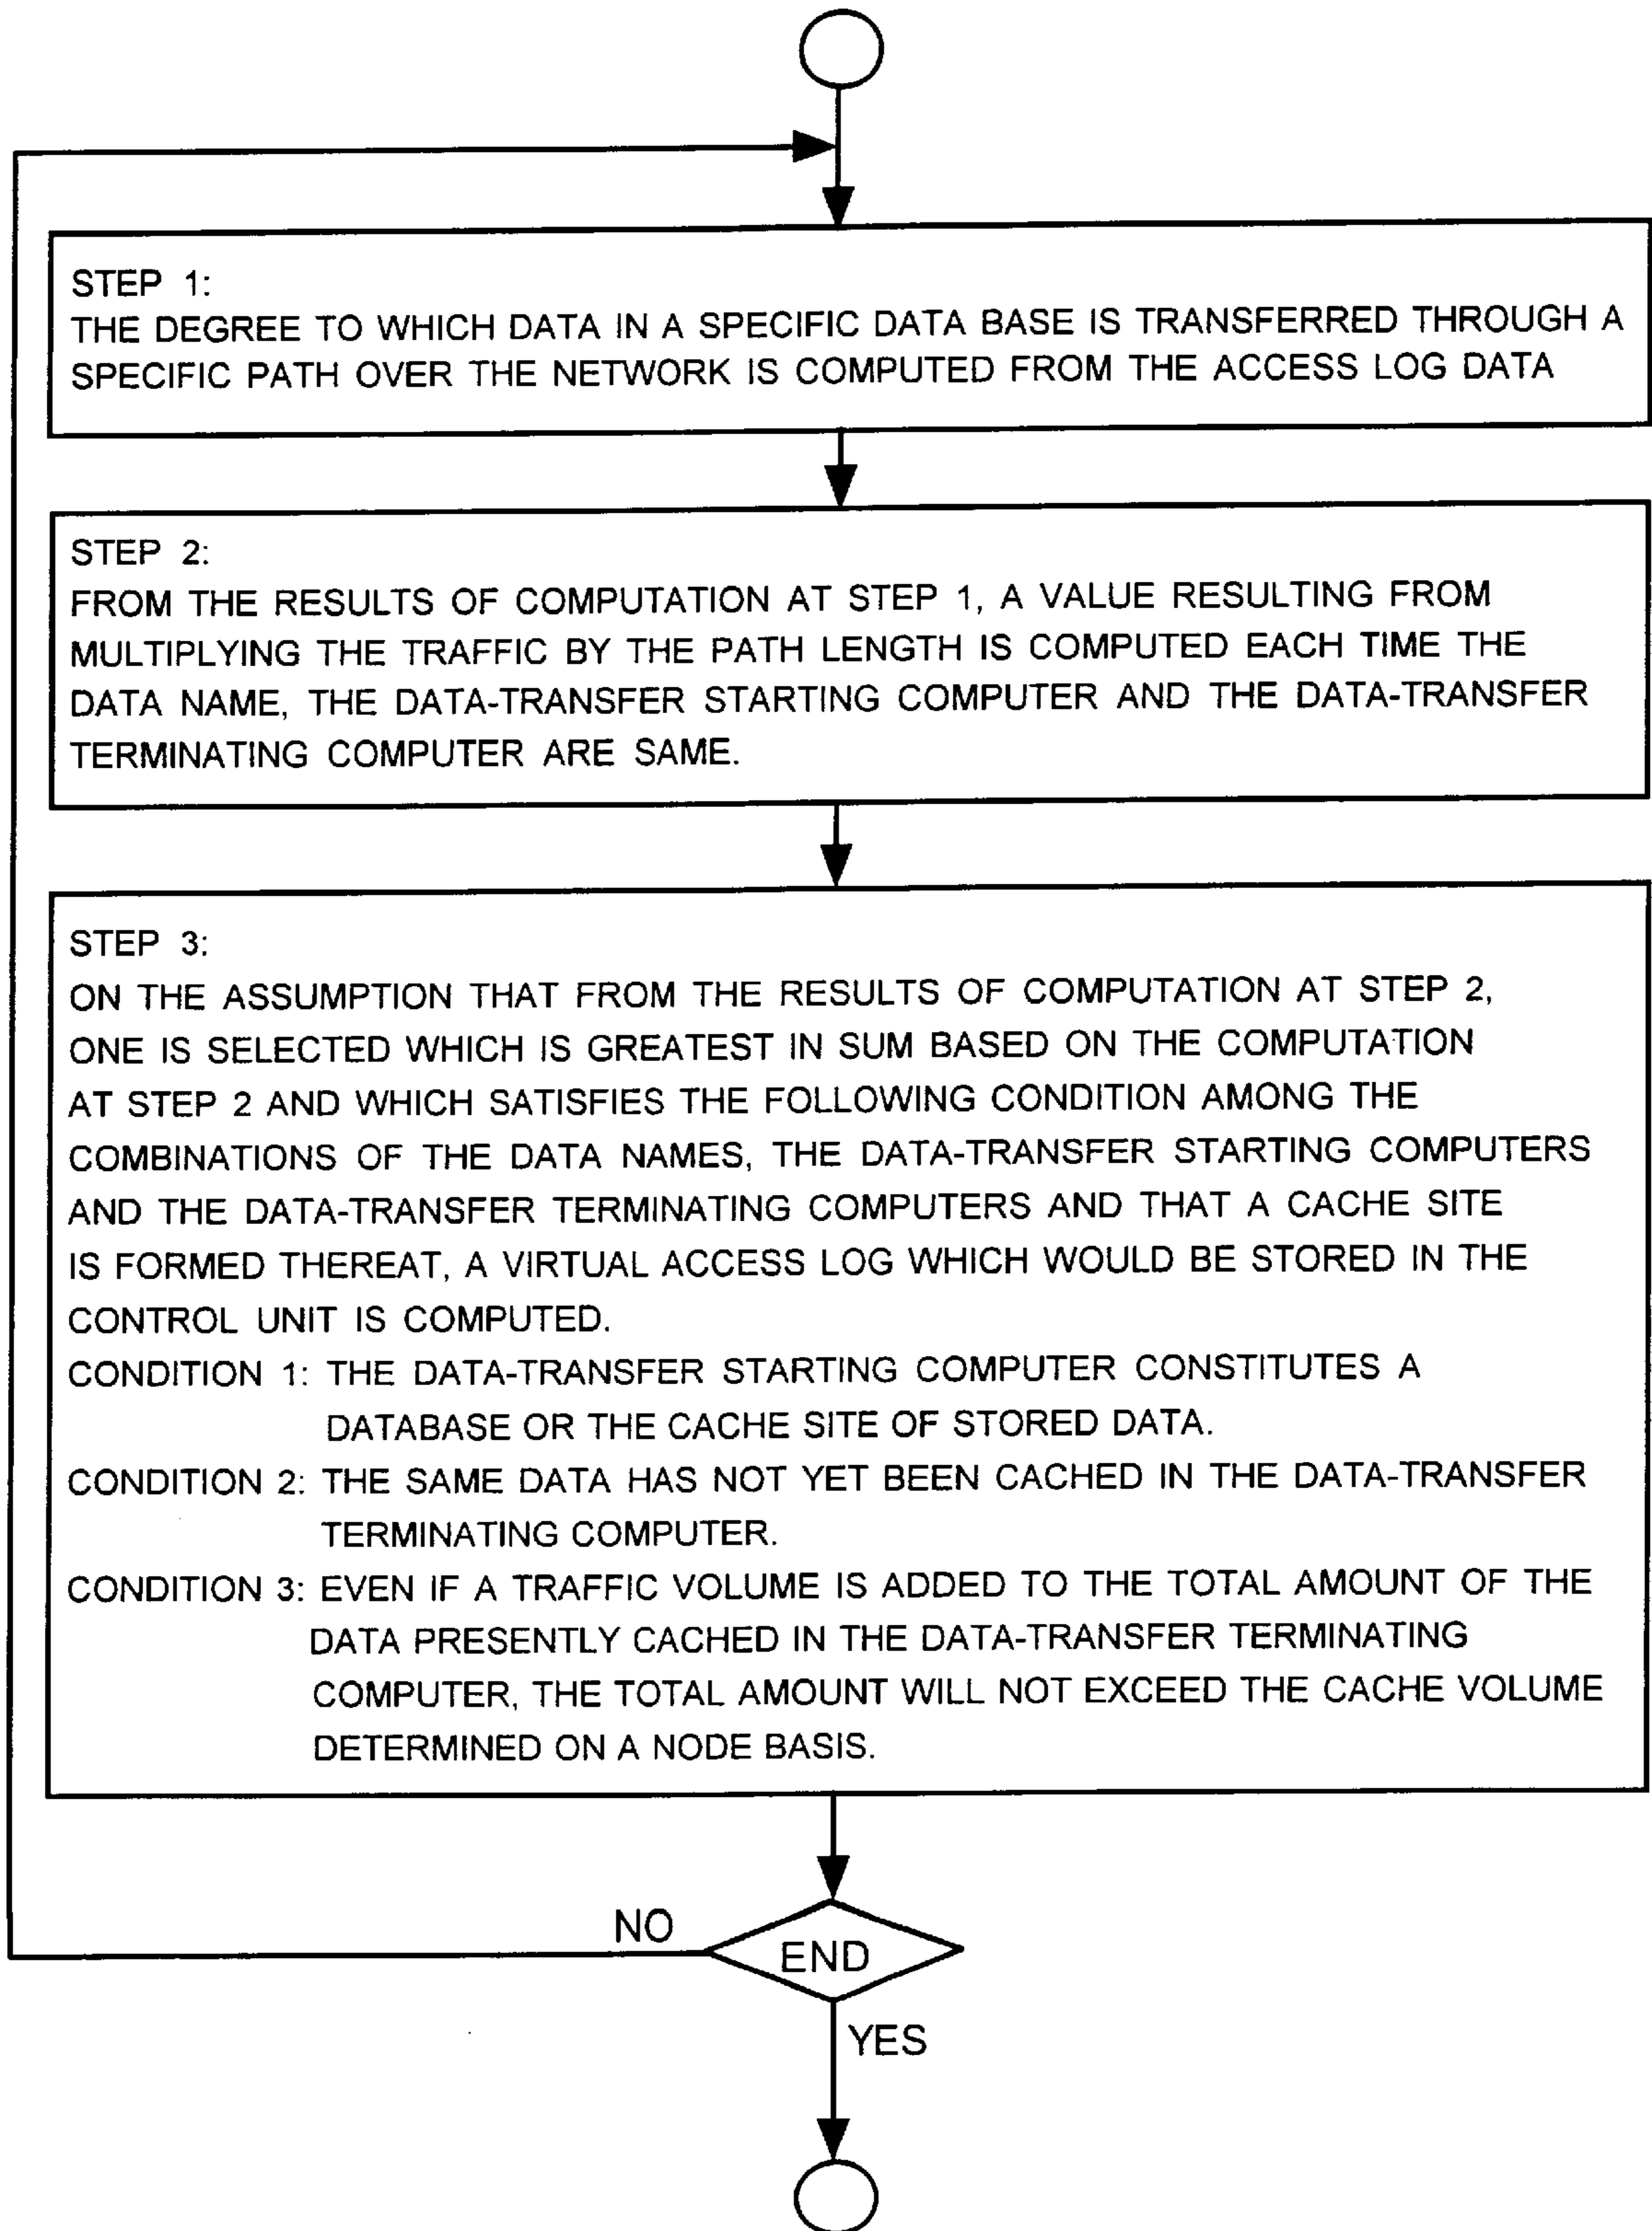 STEP 1:
THE DEGREE TO WHICH DATA IN A SPECIFIC DATA BASE IS TRANSFERRED THROUGH A
SPECIFIC PATH OVER THE NETWORK IS COMPUTED FROM THE ACCESS LOG DATA
STEP 2:
FROM THE RESULTS OF COMPUTATION AT STEP 1, A VALUE RESULTING FROM
MULTIPLYING THE TRAFFIC BY THE PATH LENGTH IS COMPUTED EACH TIME THE
DATA NAME, THE DATA-TRANSFER STARTING COMPUTER AND THE DATA-TRANSFER
TERMINATING COMPUTER ARE SAME.
STEP 3:
ON THE ASSUMPTION THAT FROM THE RESULTS OF COMPUTATION AT STEP 2,
ONE IS SELECTED WHICH IS GREATEST IN SUM BASED ON THE COMPUTATION
AT STEP 2 AND WHICH SATISFIES THE FOLLOWING CONDITION AMONG THE
COMBINATIONS OF THE DATA NAMES, THE DATA-TRANSFER STARTING COMPUTERS
AND THE DATA-TRANSFER TERMINATING COMPUTERS AND THAT A CACHE SITE
IS FORMED THEREAT, A VIRTUAL ACCESS LOG WHICH WOULD BE STORED IN THE
CONTROL UNIT IS COMPUTED.
CONDITION 1: THE DATA-TRANSFER STARTING COMPUTER CONSTITUTES A
DATABASE OR THE CACHE SITE OF STORED DATA.
CONDITION 2: THE SAME DATA HAS NOT YET BEEN CACHED IN THE DATA-TRANSFER
TERMINATING COMPUTER.
CONDITION 3: EVEN IF A TRAFFIC VOLUME IS ADDED TO THE TOTAL AMOUNT OF THE
DATA PRESENTLY CACHED IN THE DATA-TRANSFER TERMINATING
COMPUTER, THE TOTAL AMOUNT WILL NOT EXCEED THE CACHE VOLUME
DETERMINED ON A NODE BASIS.
NO
END
YES